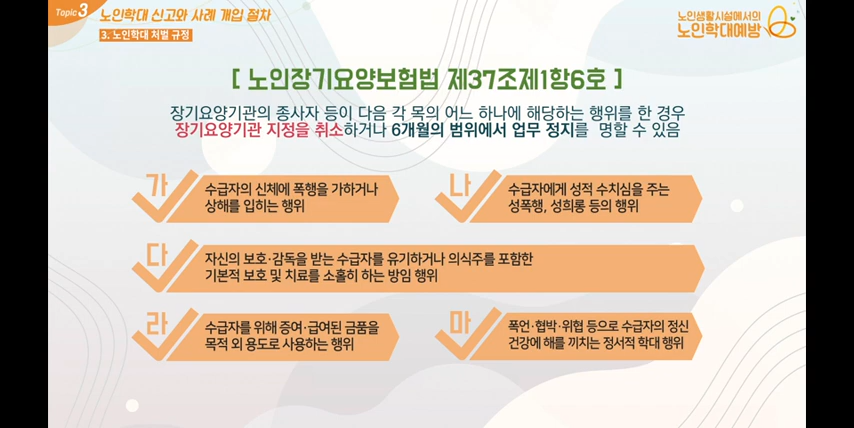 Topic 3 노인학대 신고와 사례 개입 절차
3. 노인학대 처벌 규정
노인생활시설에서의
노인학대예방
[ 노인장기요양보험법 제37조제1항6호 ]
장기요양기관의 종사자 등이 다음 각 목의 어느 하나에 해당하는 행위를 한 경우
장기요양기관 지정을 취소하거나 6개월의 범위에서 업무 정지를 명할 수 있음
가
수급자의 신체에 폭행을 가하거나
상해를 입히는 행위
나
수급자에게 성적 수치심을 주는
성폭행, 성희롱 등의 행위
다
자신의 보호·감독을 받는 수급자를 유기하거나 의식주를 포함한
기본적 보호 및 치료를 소홀히 하는 방임 행위
라
수급자를 위해 증여·급여된 금품을
목적 외 용도로 사용하는 행위
마
폭언·협박·위협 등으로 수급자의 정신
건강에 해를 끼치는 정서적 학대 행위